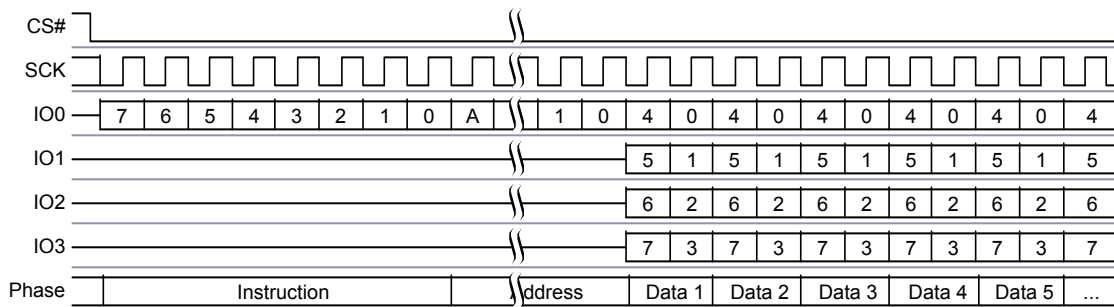 CS#
SCK
IO0 7 6 5 4 3 2 1 0 A 1 0 4 0 4 0 4 0 4 0 4 0 4
IO1 5 1 5 1 5 1 5 1 5 1 5
IO2 6 2 6 2 6 2 6 2 6 2 6
IO3 7 3 7 3 7 3 7 3 7 3 7
Phase Instruction Address Data 1 Data 2 Data 3 Data 4 Data 5 ...